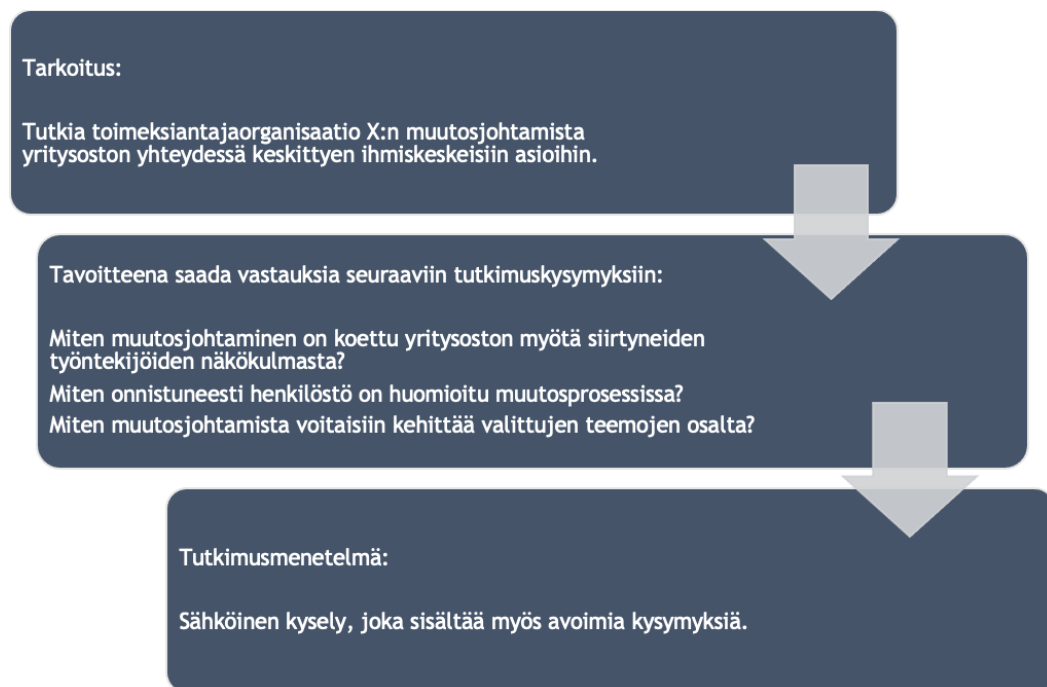 Tarkoitus:
Tutkia toimeksiantajaorganisaatio X:n muutosjohtamista
yritysoston yhteydessä keskittyen ihmiskeskeisiin asioihin.
Tavoitteena saada vastauksia seuraaviin tutkimuskysymyksiin:
Miten muutosjohtaminen on koettu yritysoston myötä siirtyneiden
työntekijöiden näkökulmasta?
Miten onnistuneesti henkilöstö on huomioitu muutosprosessissa?
Miten muutosjohtamista voitaisiin kehittää valittujen teemojen osalta?
Tutkimusmenetelmä:
Sähköinen kysely, joka sisältää myös avoimia kysymyksiä.